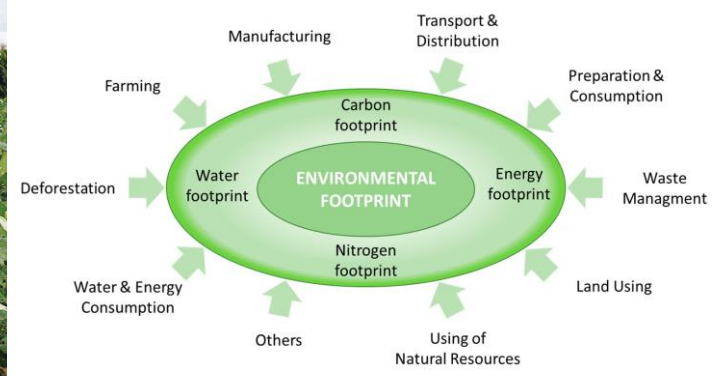 Manufacturing
Transport &
Distribution
Farming
Preparation &
Consumption
Carbon
footprint
Deforestation
Water
footprint
ENVIRONMENTAL
FOOTPRINT
Energy
footprint
Waste
Managment
Nitrogen
footprint
Water & Energy
Consumption
Land Using
Others
Using of
Natural Resources